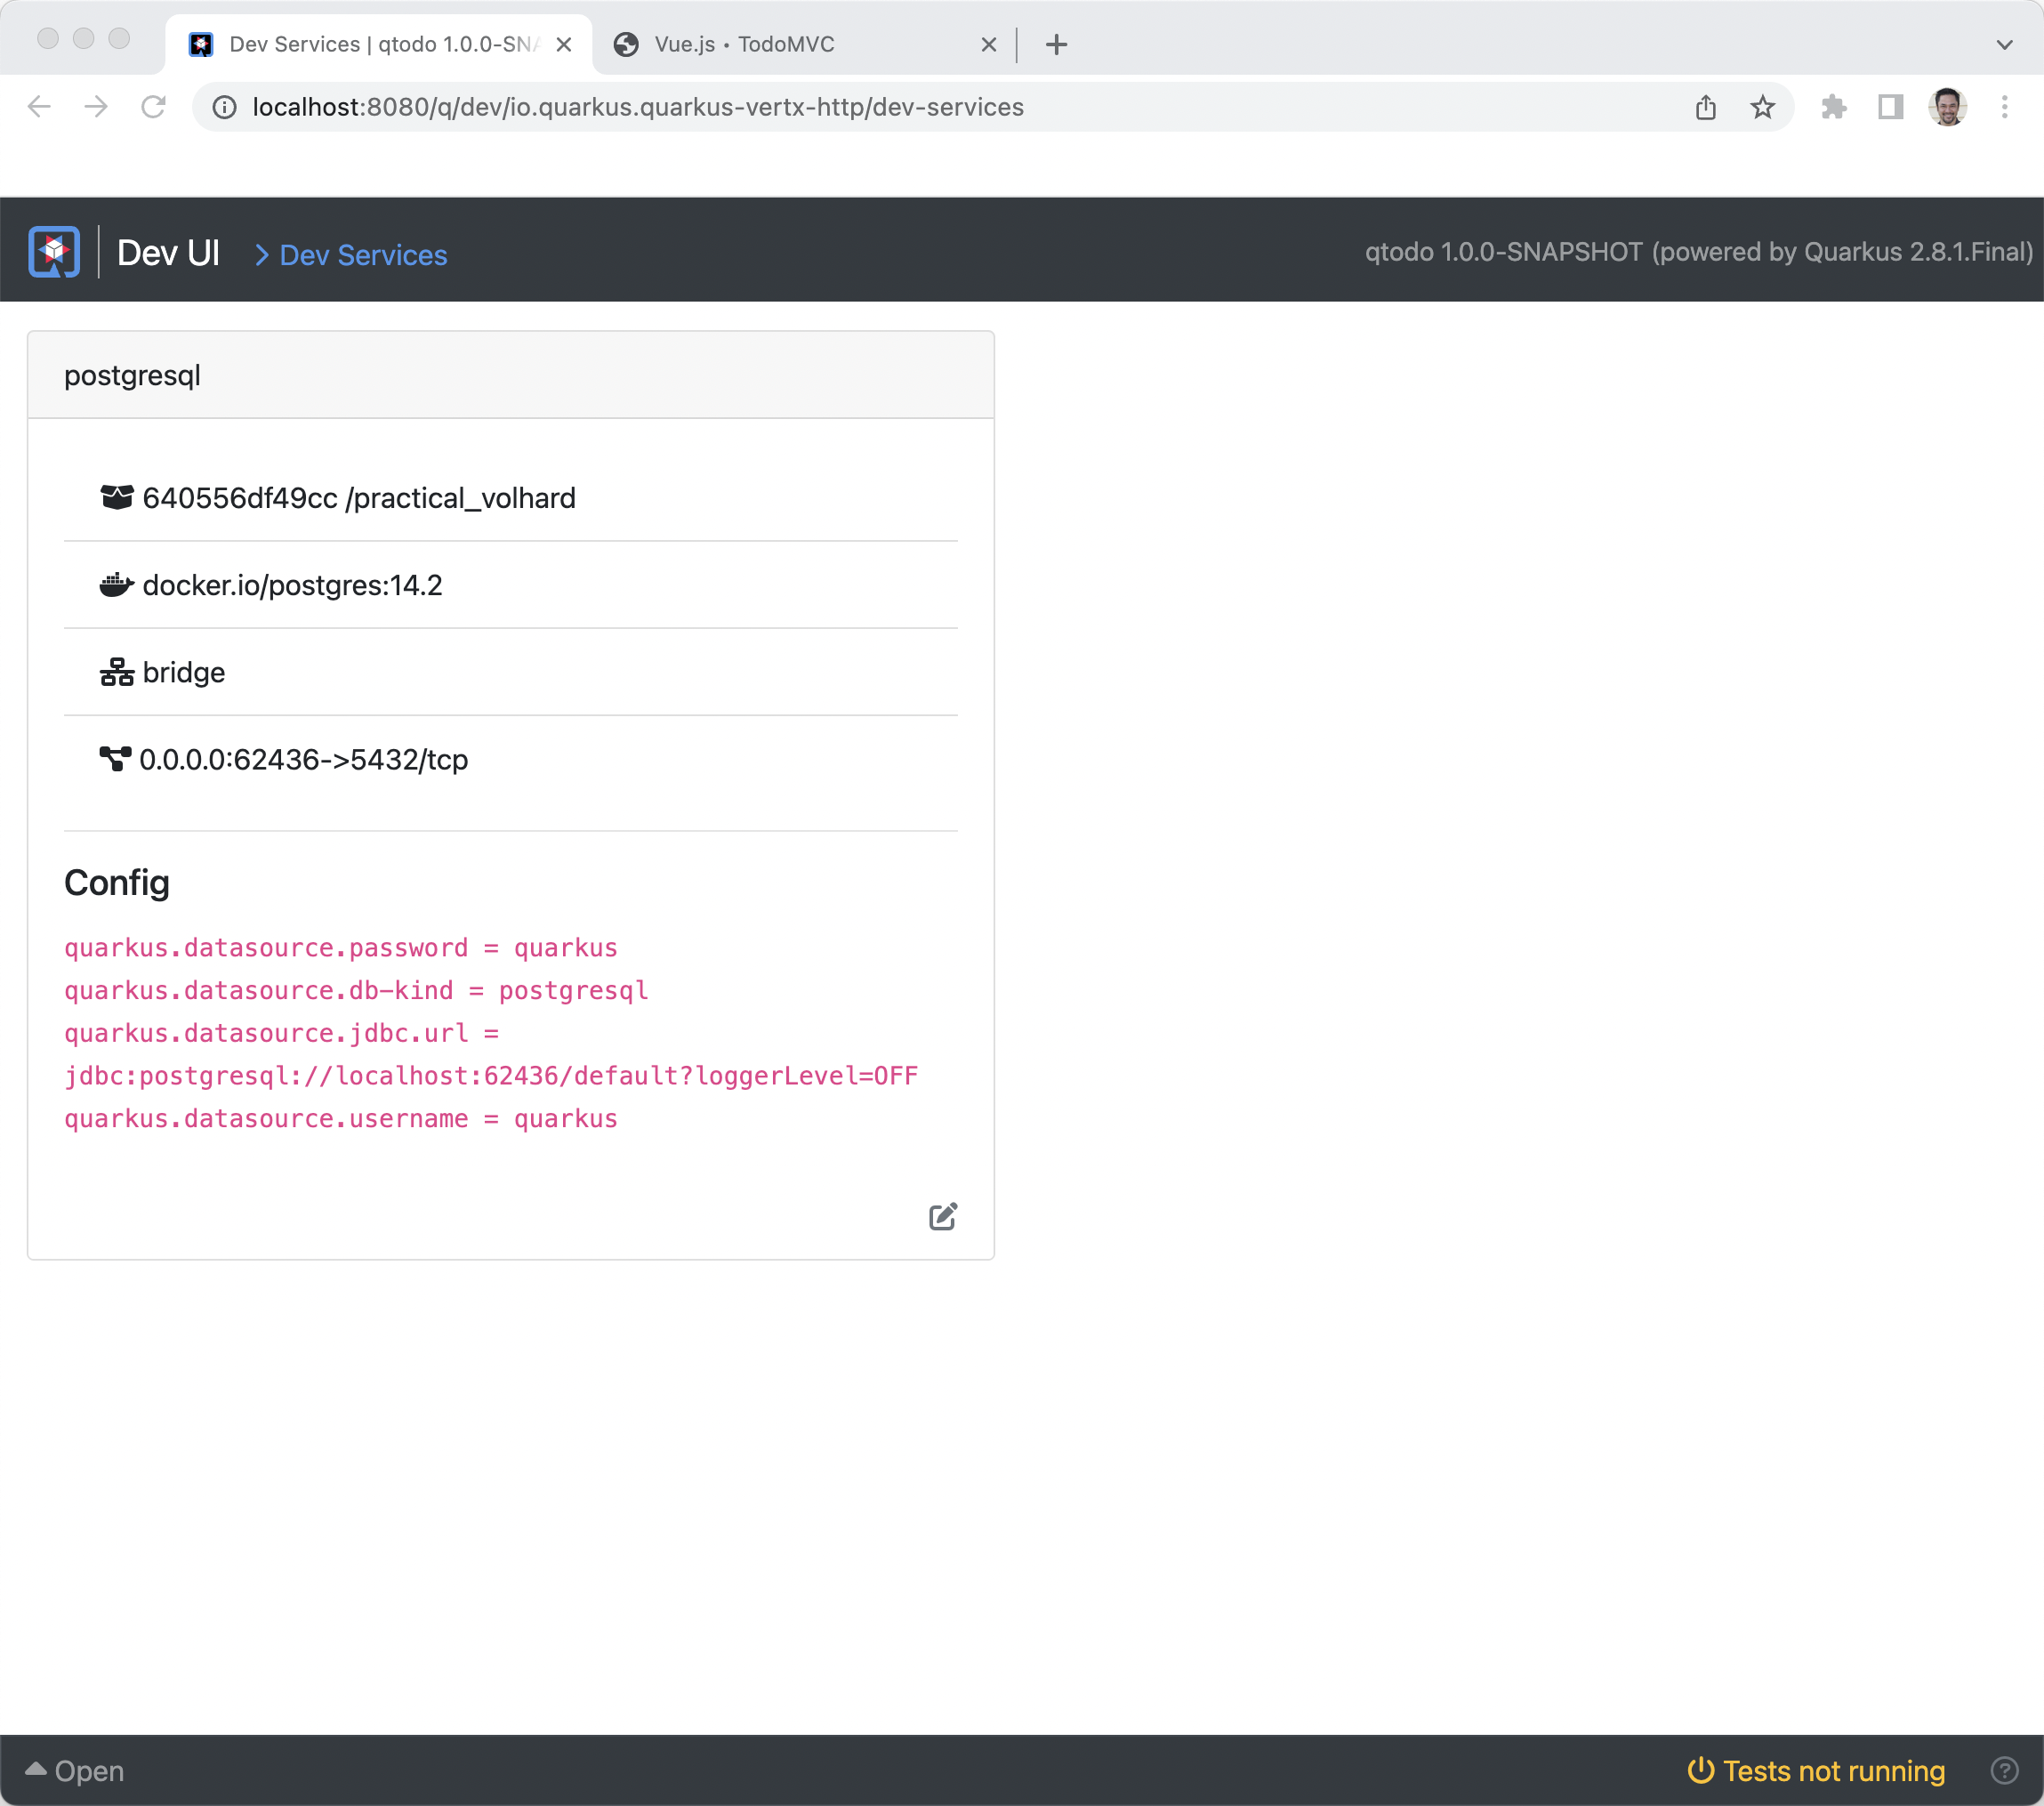 Dev Services | qtodo 1.0.0-SNA
Vue.js • TodoMVC
localhost:8080/q/dev/io.quarkus.quarkus-vertx-http/dev-services
Dev UI
> Dev Services
qtodo 1.0.0-SNAPSHOT (powered by Quarkus 2.8.1.Final)
postgresql
640556df49cc /practical_volhard
docker.io/postgres:14.2
bridge
0.0.0.0:62436->5432/tcp
Config
quarkus.datasource.password = quarkus
quarkus.datasource.db-kind = postgresql
quarkus.datasource.jdbc.url =
jdbc:postgresql://localhost:62436/default?loggerLevel=OFF
quarkus.datasource.username = quarkus
Open
Tests not running